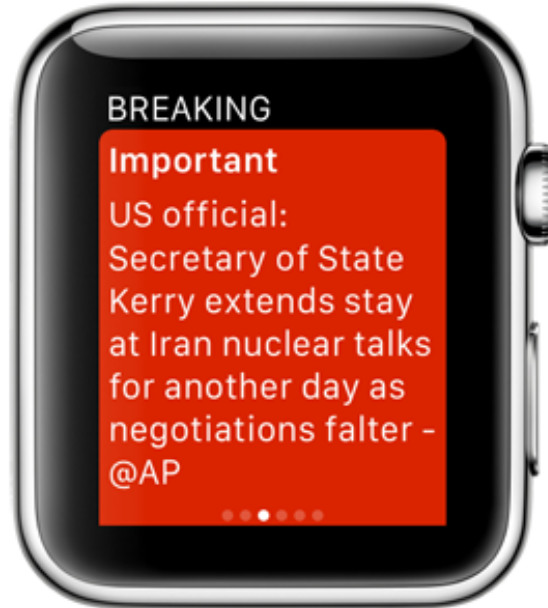 BREAKING
Important
US official:
Secretary of State
Kerry extends stay
at Iran nuclear talks
for another day as
negotiations falter -
@AP